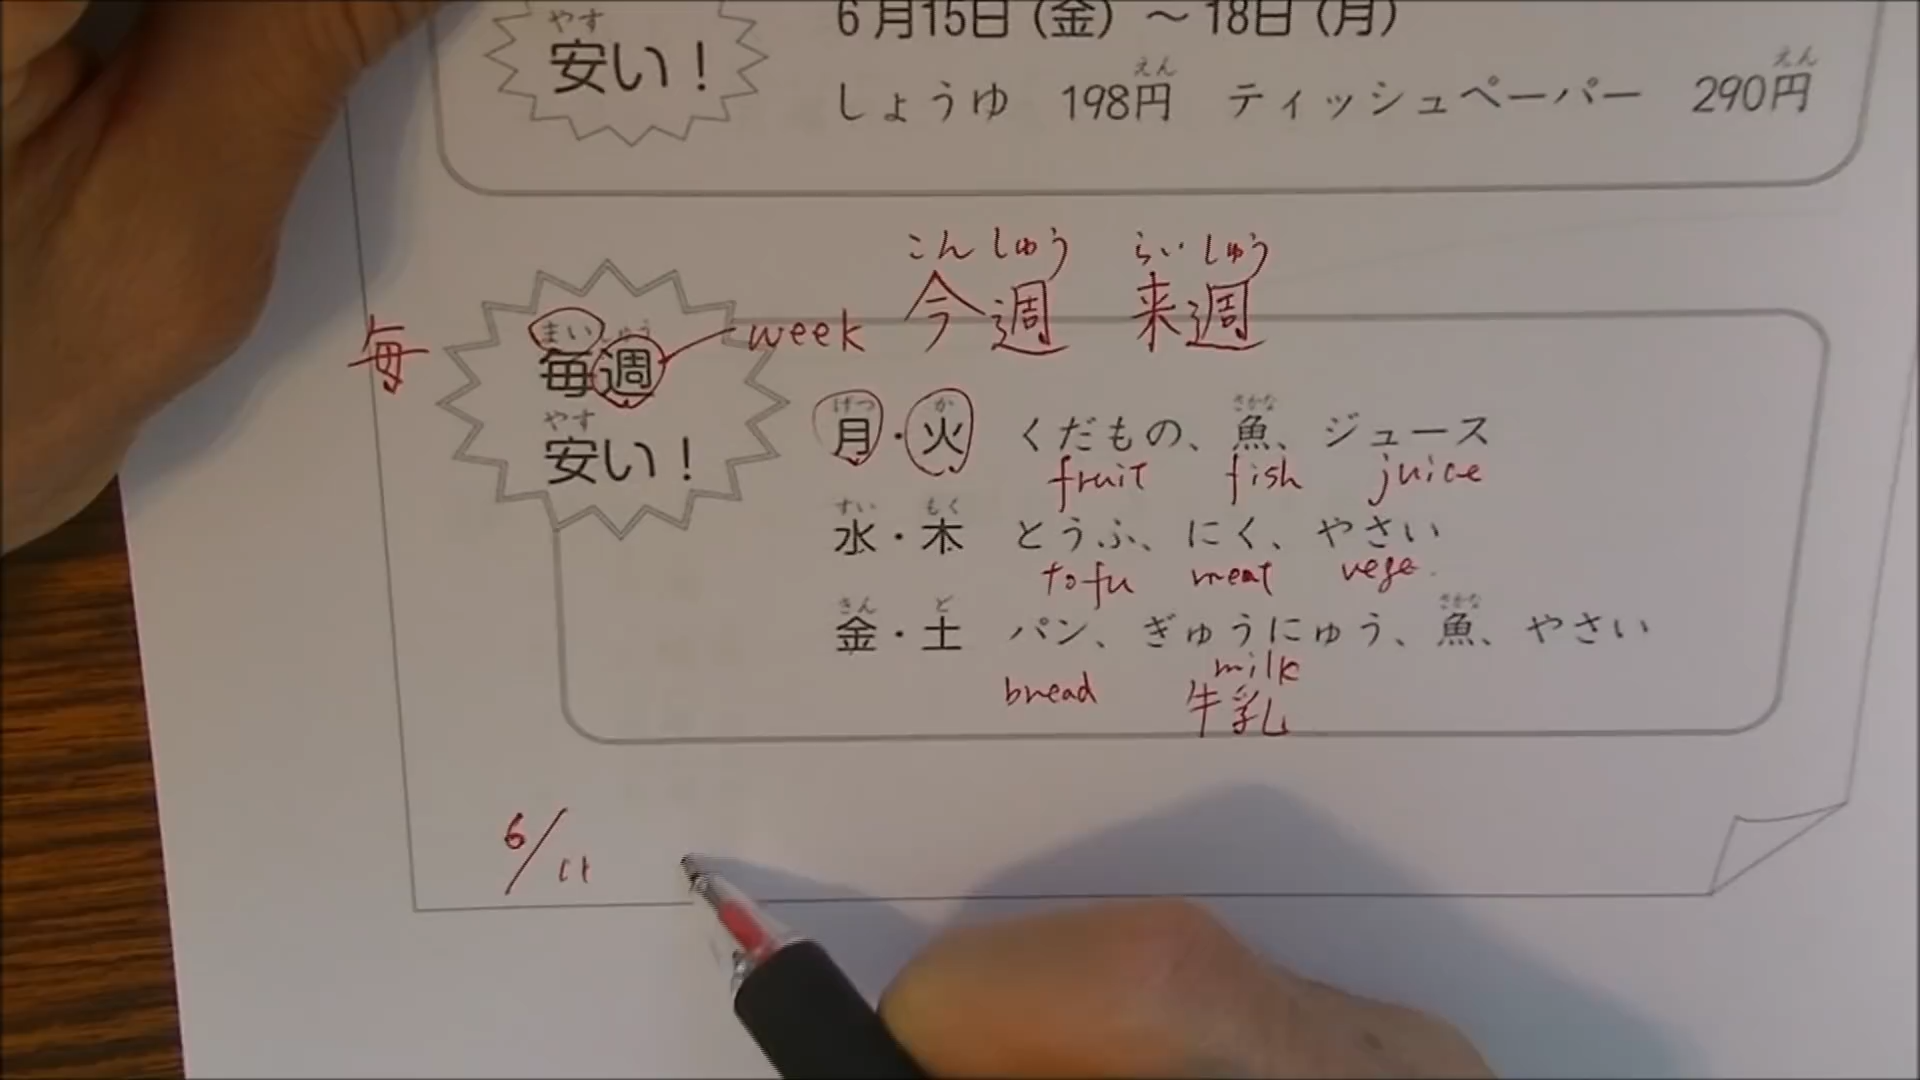 やす
安い！
6月15日（金）～18日（月）
えん えん
しょうゆ 198円 ティッシュペーパー 290円
こんしゅう らいしゅう
今週 来週
毎
まいしゅう
毎週
week
やす
安い！
げつ か さかな
月・火 くだもの、魚、ジュース
fruit fish juice
すい もく
水・木 とうふ、にく、やさい
tofu meat vege.
きん ど さかな
金・土 パン、ぎゅうにゅう、魚、やさい
bread milk
牛乳
6/11